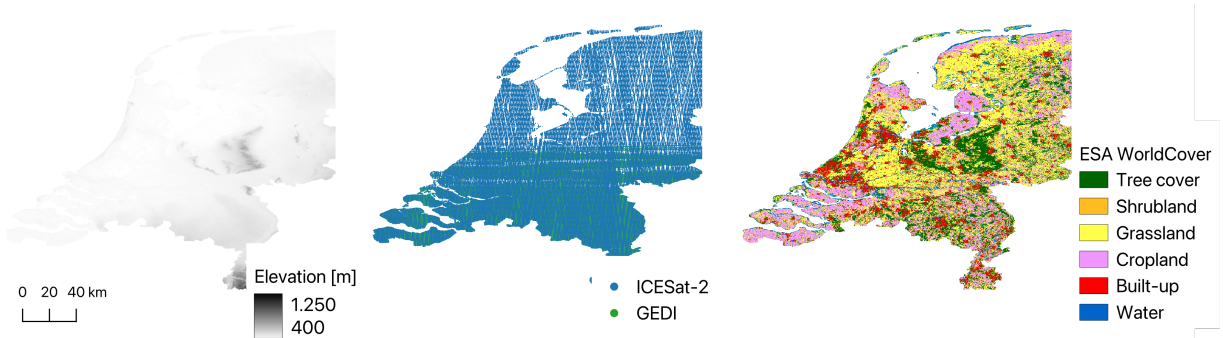 0 20 40 km
Elevation [m]
1.250
400
ICESat-2
GEDI
ESA WorldCover
Tree cover
Shrubland
Grassland
Cropland
Built-up
Water